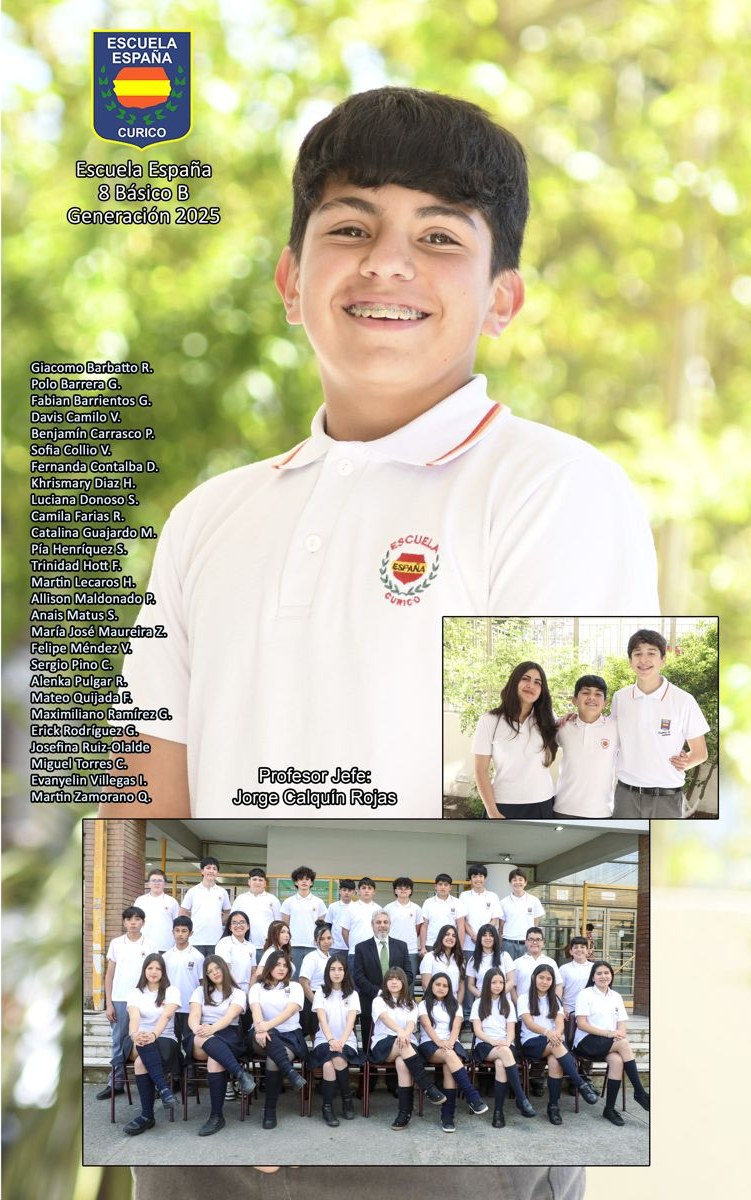 ESCUELA
ESPAÑA
CURICO
Escuela España
8 Básico B
Generación 2025
Giacomo Barbatto R.
Polo Barrera G.
Fabian Barrientos G.
Davis Camilo V.
Benjamín Carrasco P.
Sofia Collio V.
Fernanda Contalba D.
Khrismary Diaz H.
Luciana Donoso S.
Camila Farias R.
Catalina Guajardo M.
Pía Henríquez S.
Trinidad Hott F.
Martin Lecaros H.
Allison Maldonado P.
Anais Matus S.
María José Maureira Z.
Felipe Méndez V.
Sergio Pino C.
Alenka Pulgar R.
Mateo Quijada F.
Maximiliano Ramírez G.
Erick Rodríguez G.
Josefina Ruiz-Olalde
Miguel Torres C.
Evanyelin Villegas I.
Martin Zamorano Q.
ESCUELA
ESPAÑA
CURICO
Profesor Jefe:
Jorge Calquín Rojas